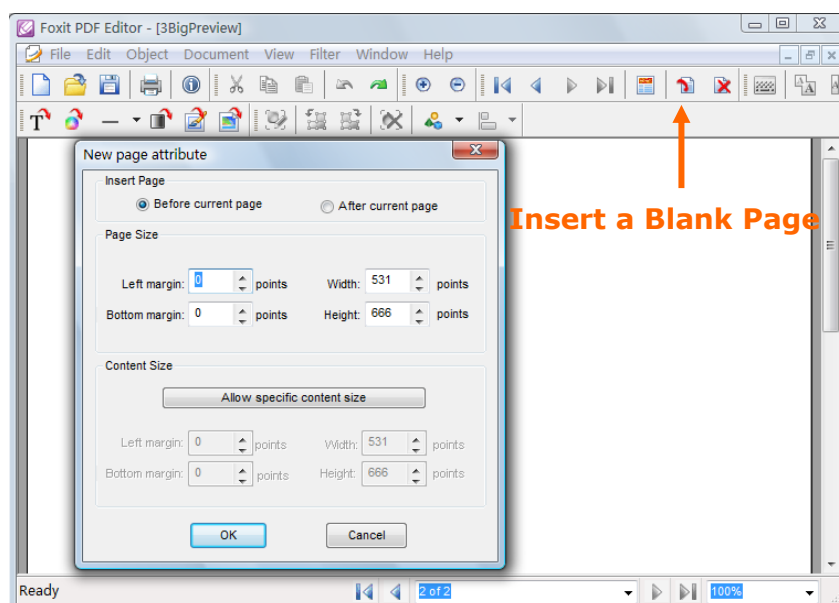 Foxit PDF Editor - [3BigPreview]
File Edit Object Document View Filter Window Help
New page attribute
Insert Page
Before current page After current page
Insert a Blank Page
Page Size
Left margin: 0 points Width: 531 points
Bottom margin: 0 points Height: 666 points
Content Size
Allow specific content size
Left margin: 0 points Width: 531 points
Bottom margin: 0 points Height: 666 points
OK Cancel
Ready 2 of 2 100%